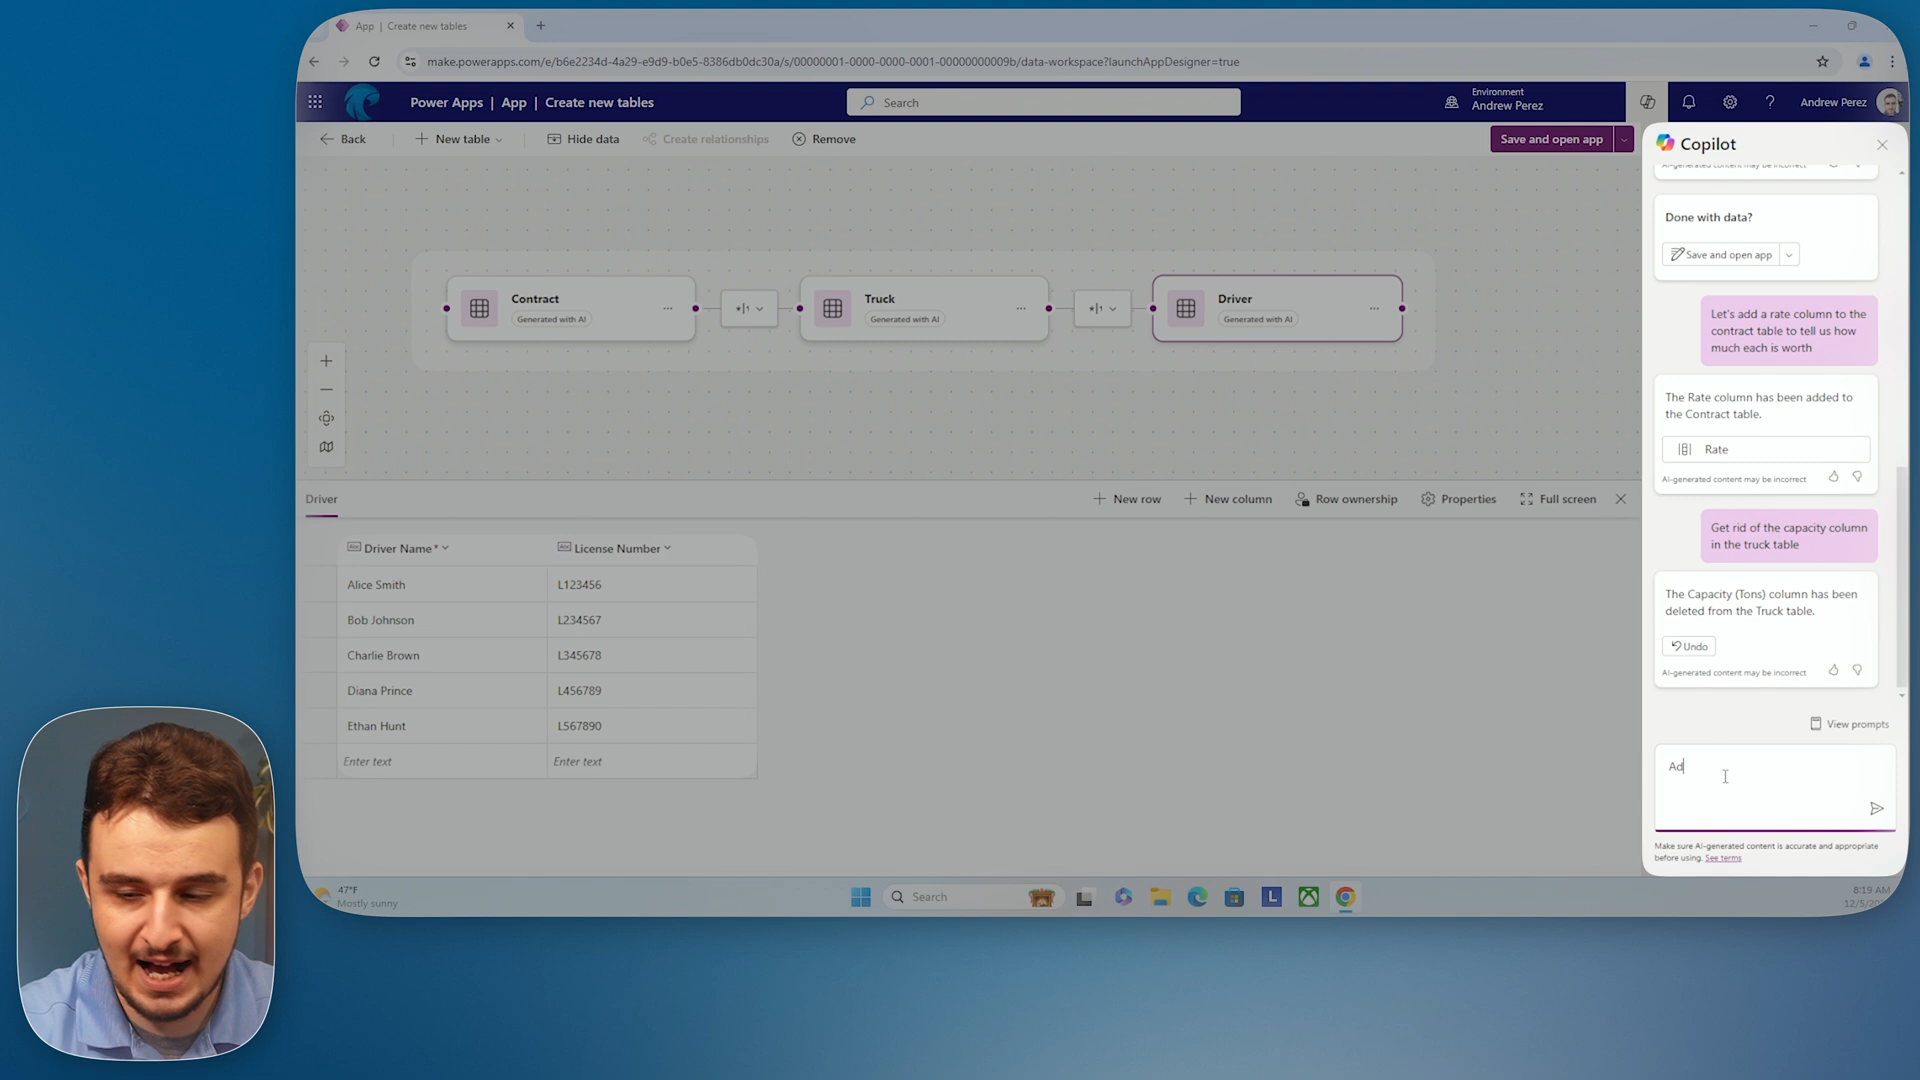 App | Create new tables
make.powerapps.com/e/b6e2234d-4a29-e9d9-b0e5-8386db0dc30a/s/00000001-0000-0000-0001-00000000009b/data-workspace?launchAppDesigner=true
Power Apps | App | Create new tables
Search
Environment
Andrew Perez
Andrew Perez
Back
New table
Hide data
Create relationships
Remove
Save and open app
Contract
Generated with AI
Truck
Generated with AI
Driver
Generated with AI
Driver
New row
New column
Row ownership
Properties
Full screen
Abc Driver Name *
Abc License Number
Alice Smith
L123456
Bob Johnson
L234567
Charlie Brown
L345678
Diana Prince
L456789
Ethan Hunt
L567890
Enter text
Enter text
Copilot
AI-generated content may be incorrect
Done with data?
Save and open app
Let's add a rate column to the
contract table to tell us how
much each is worth
The Rate column has been added to
the Contract table.
Rate
AI-generated content may be incorrect
Get rid of the capacity column
in the truck table
The Capacity (Tons) column has been
deleted from the Truck table.
Undo
AI-generated content may be incorrect
View prompts
Ad
Make sure AI-generated content is accurate and appropriate
before using. See terms
47°F
Mostly sunny
Search
L
8:19 AM